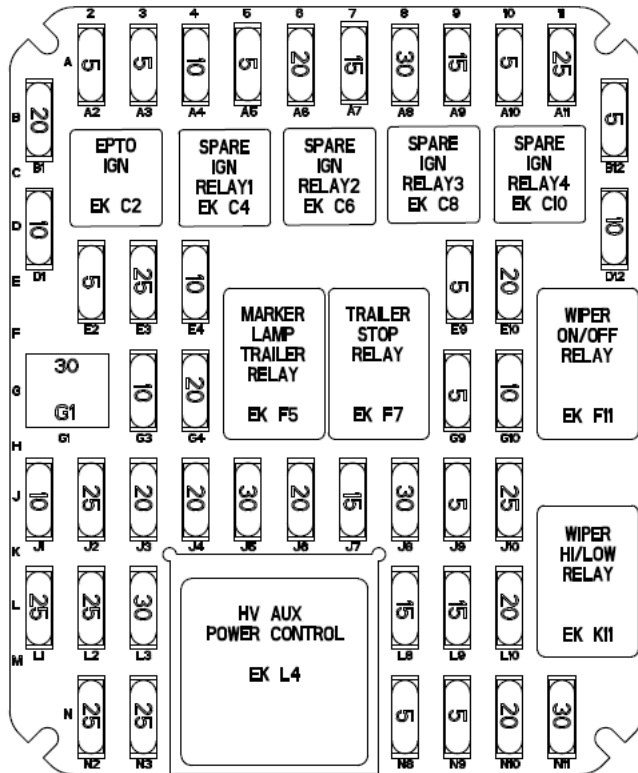 2 3 4 5 6 7 8 9 10 11
A 5 5 10 5 20 15 30 15 5 25
A2 A3 A4 A5 A6 A7 A8 A9 A10 A11
B 20 5
B1 B12
C
EPTO
IGN
EK C2
SPARE
IGN
RELAY1
EK C4
SPARE
IGN
RELAY2
EK C6
SPARE
IGN
RELAY3
EK C8
SPARE
IGN
RELAY4
EK C10
D 10 10
D1 D12
E 5 25 10 5 20
E2 E3 E4 E9 E10
F
MARKER
LAMP
TRAILER
RELAY
EK F5
TRAILER
STOP
RELAY
EK F7
WIPER
ON/OFF
RELAY
EK F11
G
30
G1
G1
10 20 5 10
G3 G4 G9 G10
H
J 10 25 20 20 30 20 15 30 5 25
J1 J2 J3 J4 J5 J6 J7 J8 J9 J10
K
WIPER
HI/LOW
RELAY
EK K11
L 25 25 30 15 15 20
L1 L2 L3 L8 L9 L10
HV AUX
POWER CONTROL
EK L4
M
N 25 25 5 5 20 30
N2 N3 N8 N9 N10 N11